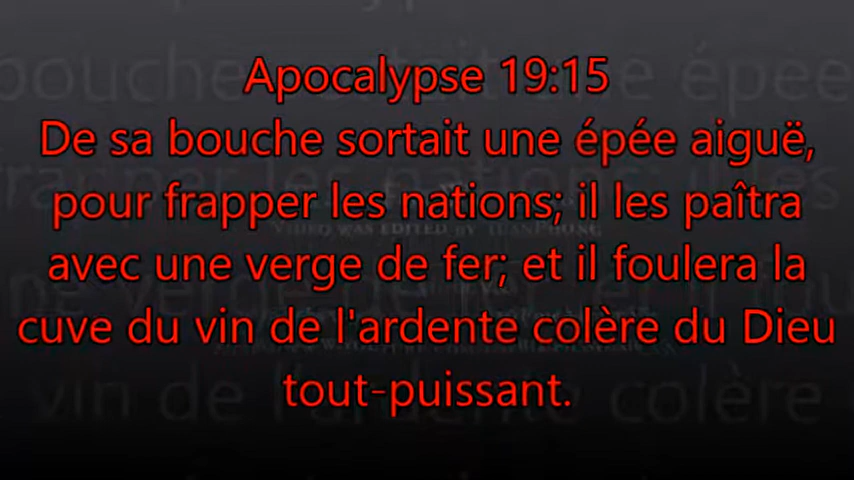 Apocalypse 19:15
De sa bouche sortait une épée aiguë,
pour frapper les nations; il les paîtra
avec une verge de fer; et il foulera la
cuve du vin de l'ardente colère du Dieu
tout-puissant.